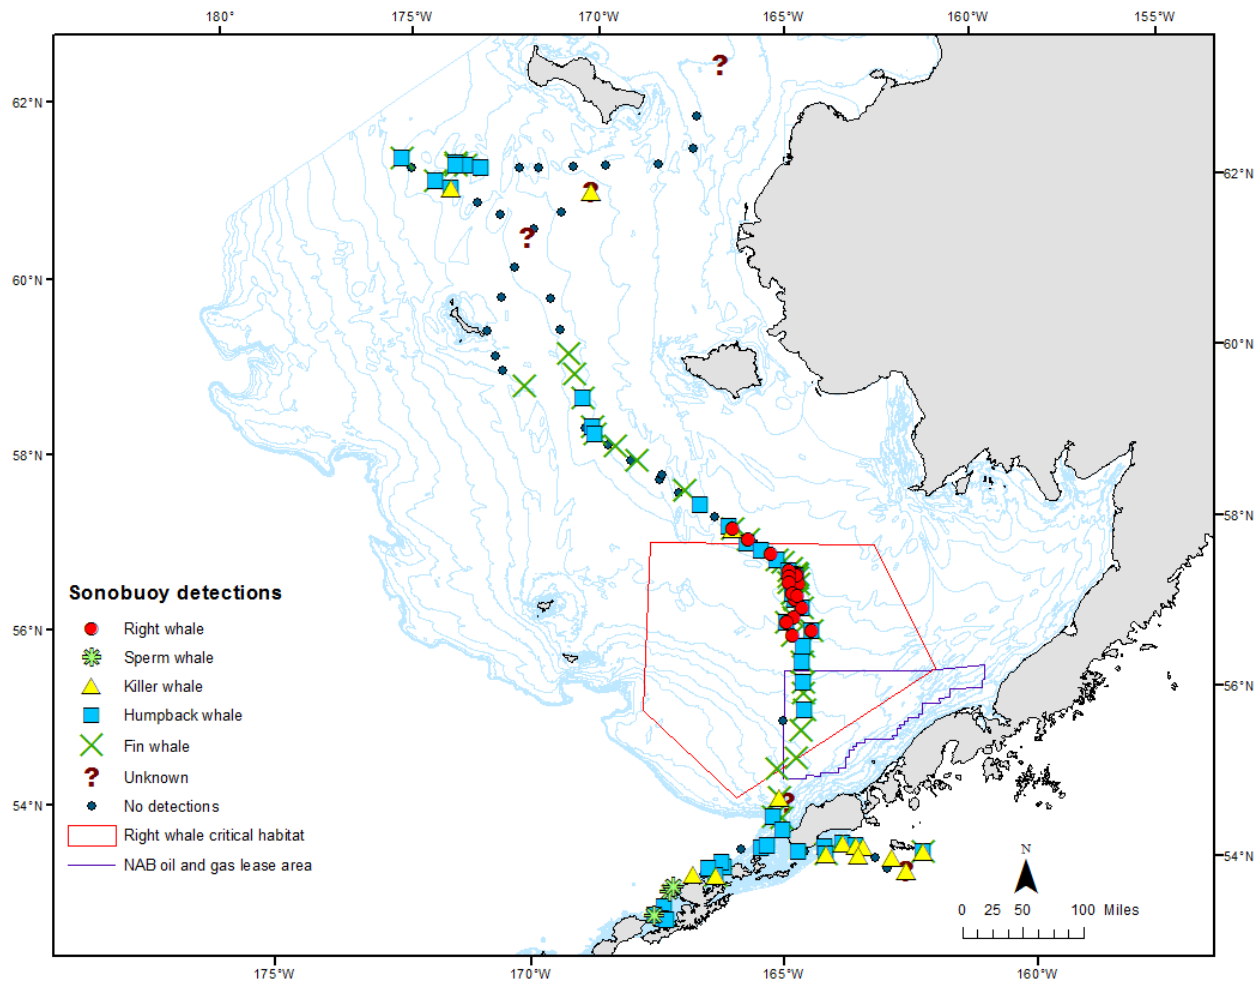 180° 175°W 170°W 165°W 160°W 155°W
?
62°N
62°N
?
?
60°N
60°N
58°N
58°N
Sonobuoy detections
Right whale
56°N
Sperm whale
Killer whale
56°N
Humpback whale
Fin whale
? Unknown
No detections
54°N
?
Right whale critical habitat
NAB oil and gas lease area
N
54°N
?
0 25 50 100 Miles
175°W 170°W 165°W 160°W